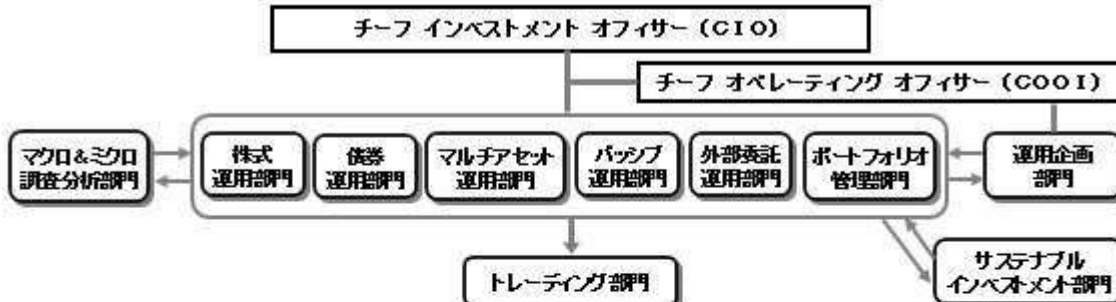 チーフ インベストメント オフィサー (CIO)
チーフ オペレーティング オフィサー (COOI)
マクロ&ミクロ
調査分析部門
株式
運用部門
債券
運用部門
マルチアセット
運用部門
パッシブ
運用部門
外部委託
運用部門
ポートフォリオ
管理部門
運用企画
部門
トレーディング部門
サステナブル
インベストメント部門